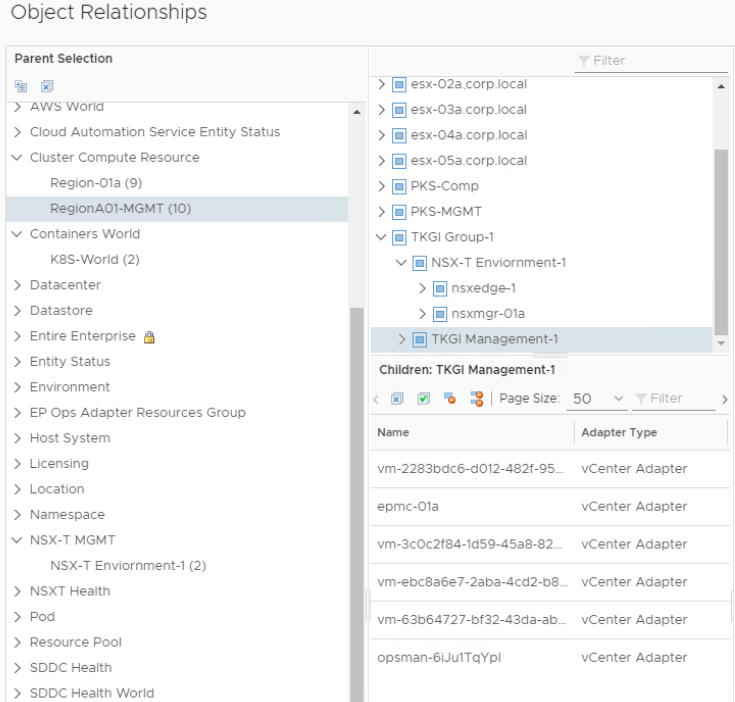 Object Relationships
Parent Selection
AWS World
Cloud Automation Service Entity Status
Cluster Compute Resource
Region-01a (9)
RegionA01-MGMT (10)
Containers World
K8S-World (2)
Datacenter
Datastore
Entire Enterprise
Entity Status
Environment
EP Ops Adapter Resources Group
Host System
Licensing
Location
Namespace
NSX-T MGMT
NSX-T Enviornment-1 (2)
NSXT Health
Pod
Resource Pool
SDDC Health
SDDC Health World
Filter
esx-02a.corp.local
esx-03a.corp.local
esx-04a.corp.local
esx-05a.corp.local
PKS-Comp
PKS-MGMT
TKGI Group-1
NSX-T Enviornment-1
nsxedge-1
nsxmgr-01a
TKGI Management-1
Children: TKGI Management-1
Page Size: 50 Filter
Name Adapter Type
vm-2283bdc6-d012-482f-95... vCenter Adapter
epmc-01a vCenter Adapter
vm-3c0c2f84-1d59-45a8-82... vCenter Adapter
vm-ebc8a6e7-2aba-4cd2-b8... vCenter Adapter
vm-63b64727-bf32-43da-ab... vCenter Adapter
opsman-6iJu1TqYpI vCenter Adapter